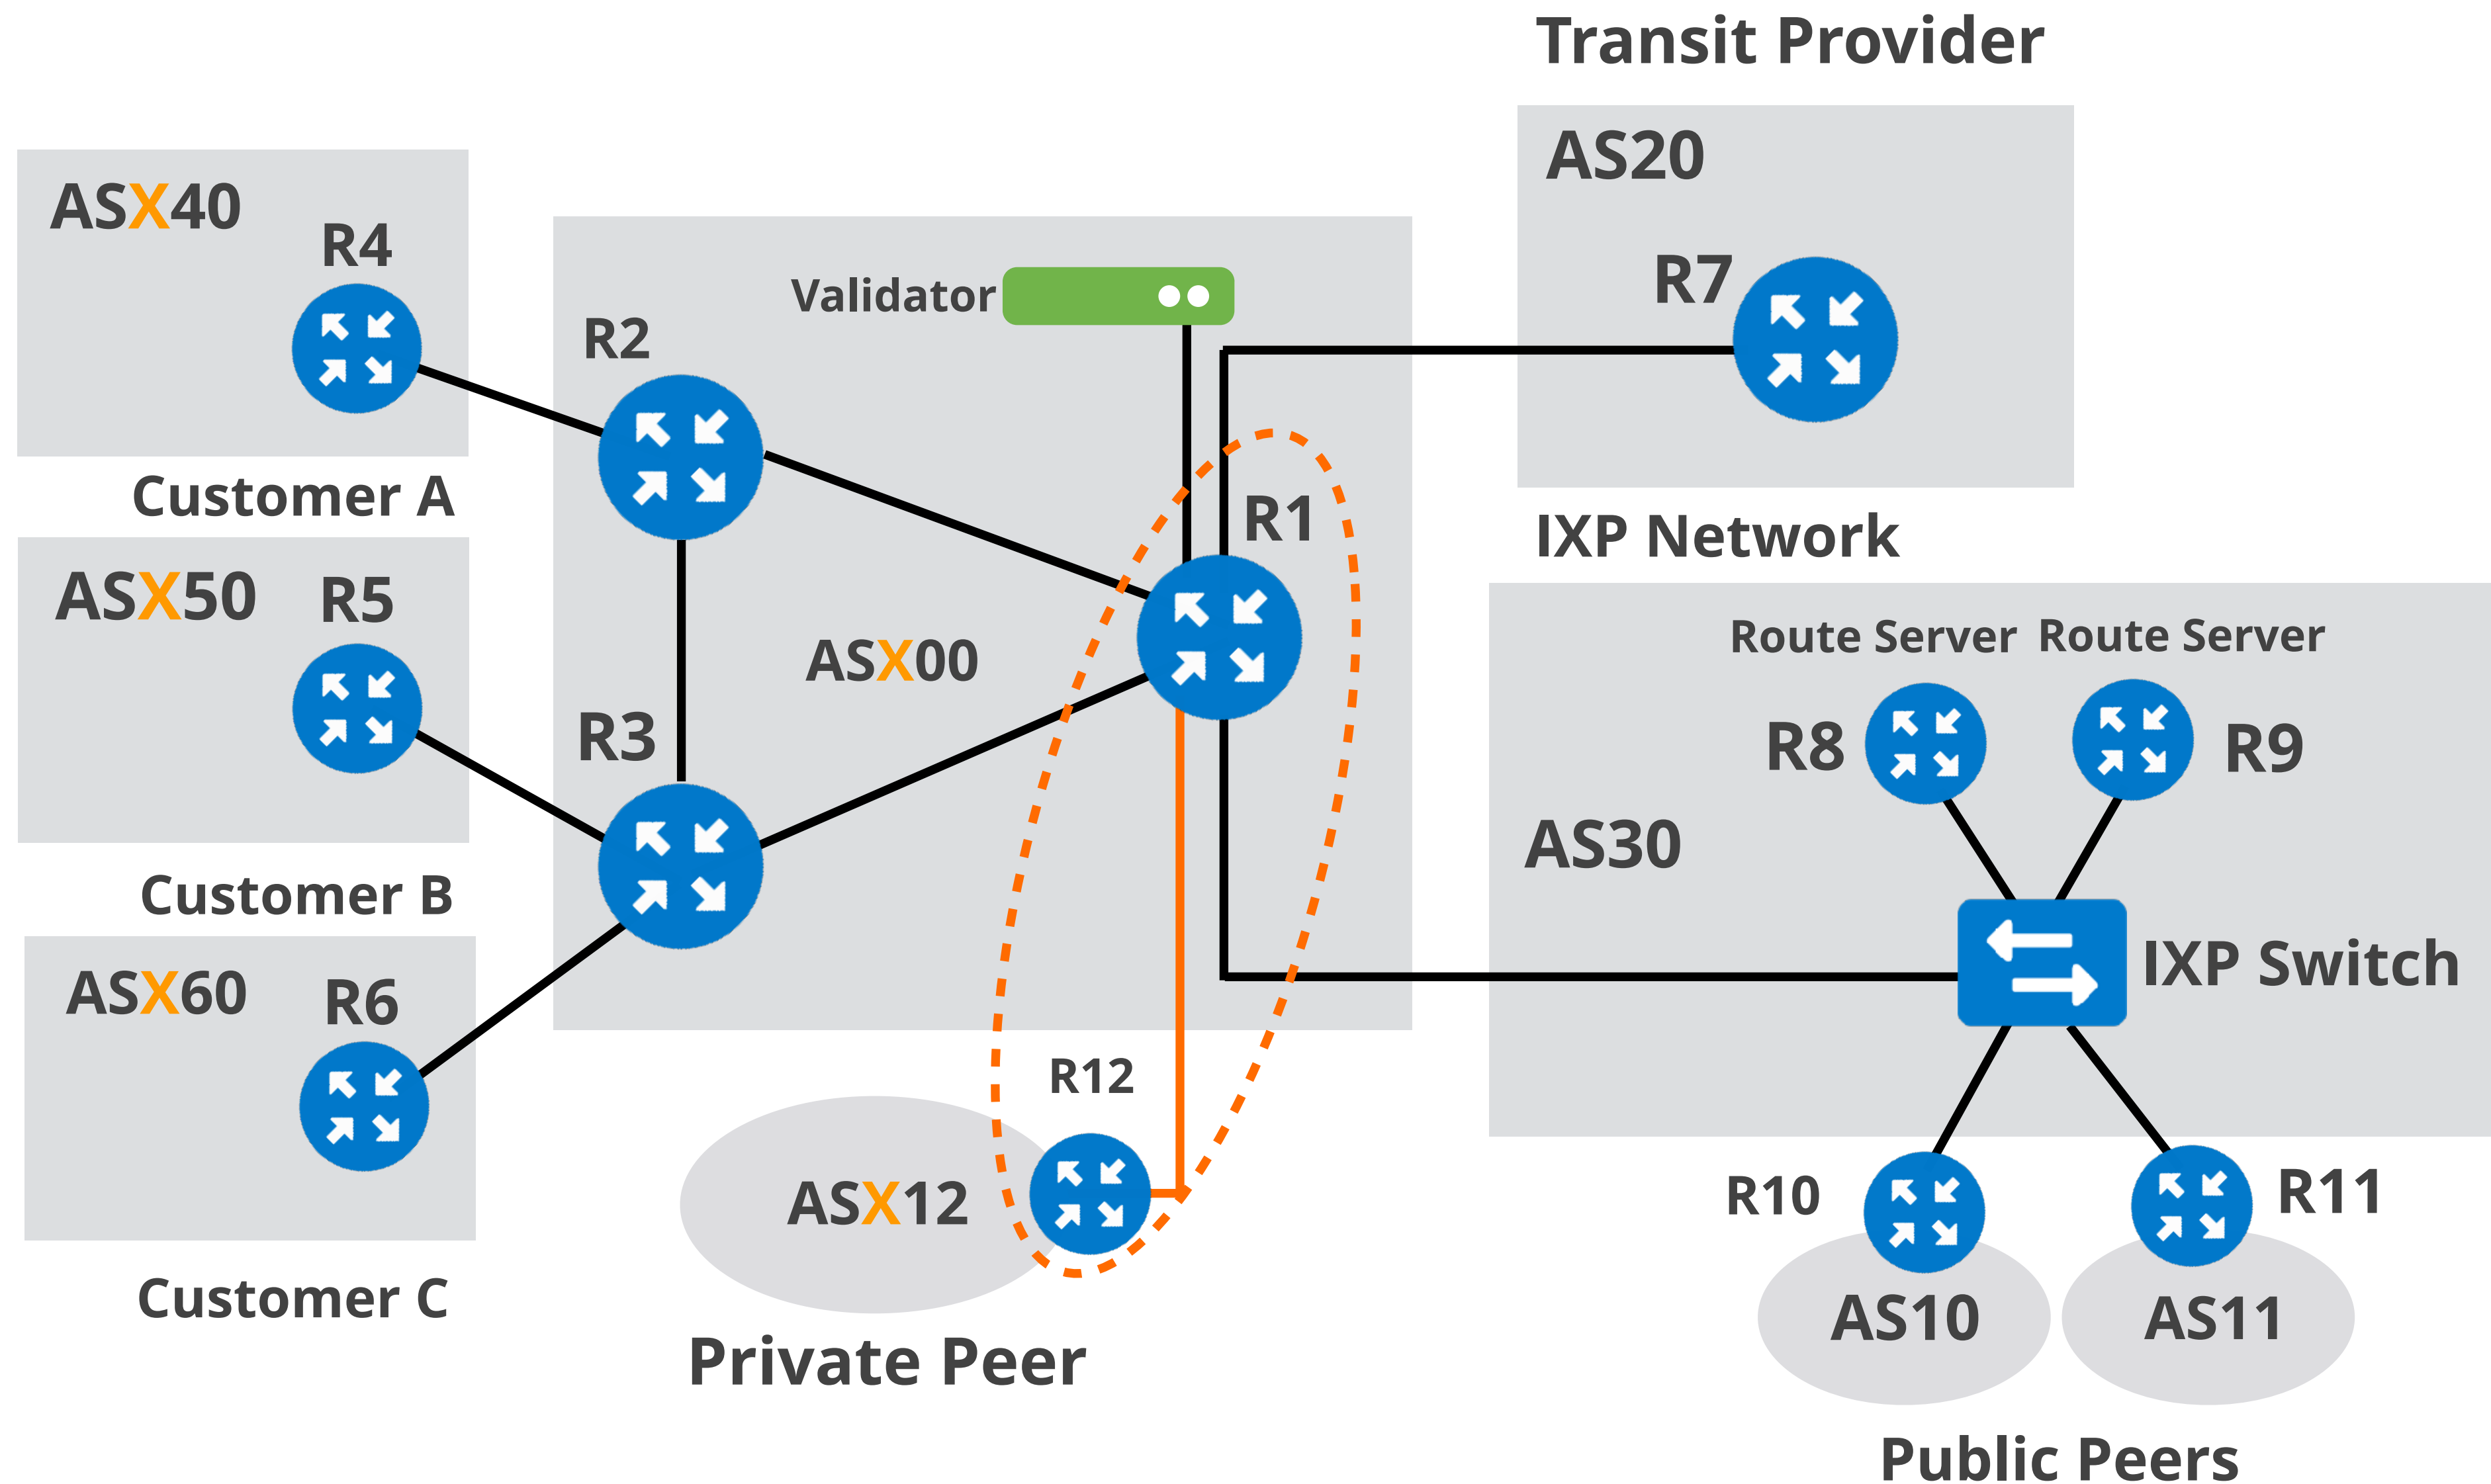 Transit Provider
AS20
R7
ASX40
R4
Customer A
Validator
R2
R1
IXP Network
ASX50
R5
Customer B
ASX00
R3
Route Server
Route Server
R8
R9
AS30
IXP Switch
ASX60
R6
Customer C
R12
ASX12
Private Peer
R10
R11
AS10
AS11
Public Peers